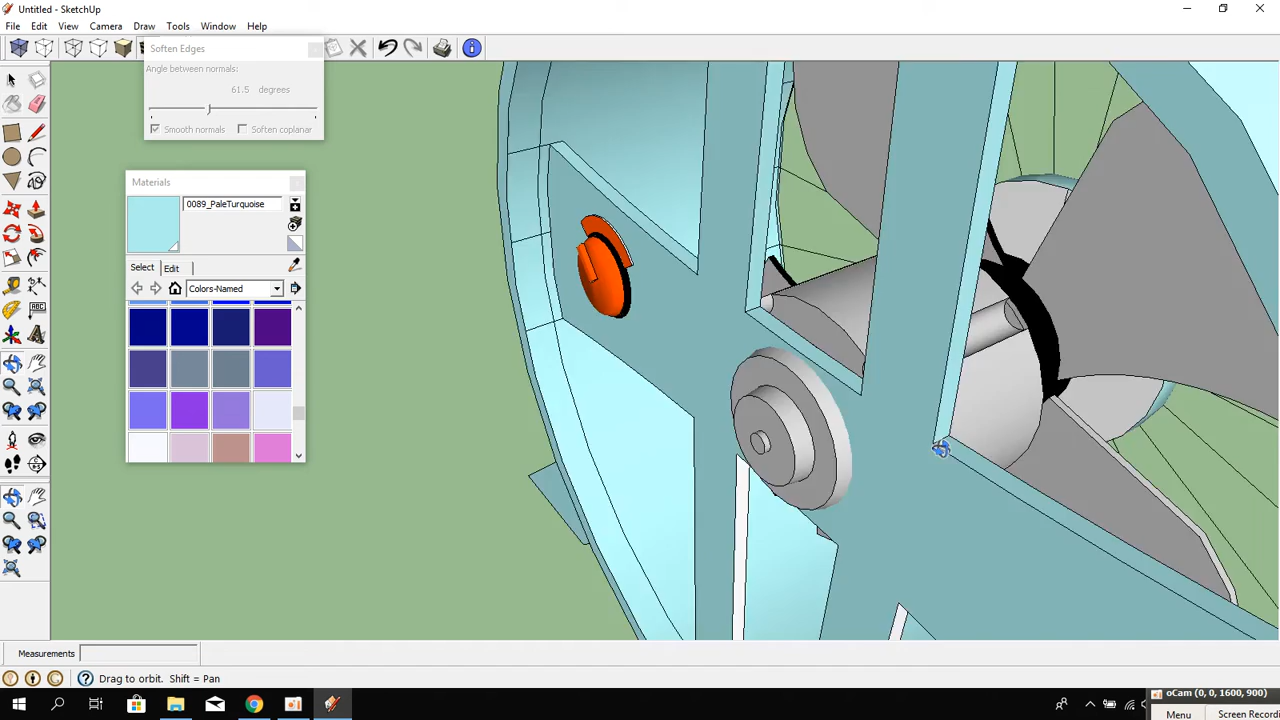 Untitled - SketchUp
File Edit View Camera Draw Tools Window Help
Soften Edges
Angle between normals:
61.5 degrees
Smooth normals Soften coplanar
Materials
0089_PaleTurquoise
Select Edit
Colors-Named
ABC
Measurements
Drag to orbit. Shift = Pan
oCam (0, 0, 1600, 900)
Menu Screen Recordi